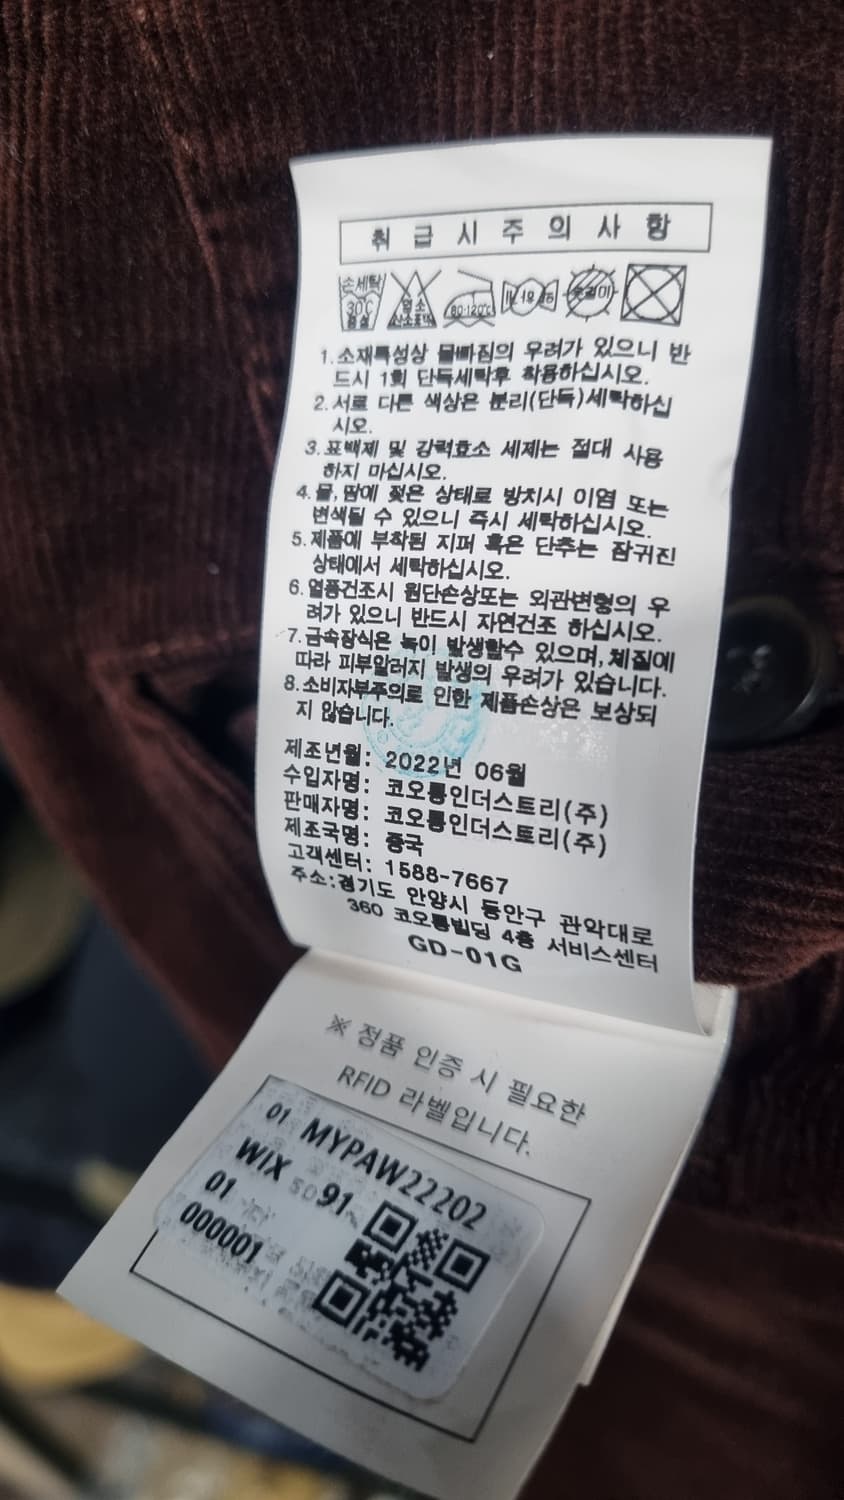 취급시주의사항
손세탁 30℃ 중성
염소 산소표백
80-120℃
옷걸이
1.소재특성상 물빠짐의 우려가 있으니 반
드시 1회 단독세탁후 착용하십시오.
2.서로 다른 색상은 분리(단독)세탁하십
시오.
3.표백제 및 강력효소 세제는 절대 사용
하지 마십시오.
4.물,땀에 젖은 상태로 방치시 이염 또는
변색될 수 있으니 즉시 세탁하십시오.
5.제품에 부착된 지퍼 혹은 단추는 잠귀진
상태에서 세탁하십시오.
6.열풍건조시 원단손상또는 외관변형의 우
려가 있으니 반드시 자연건조 하십시오.
7.금속장식은 녹이 발생할수 있으며,체질에
따라 피부알러지 발생의 우려가 있습니다.
8.소비자부주의로 인한 제품손상은 보상되
지 않습니다.
제조년월: 2022년 06월
수입자명: 코오롱인더스트리(주)
판매자명: 코오롱인더스트리(주)
제조국명: 중국
고객센터: 1588-7667
주소:경기도 안양시 동안구 관악대로
360 코오롱빌딩 4층 서비스센터
GD-01G
※ 정품 인증 시 필요한
RFID 라벨입니다.
01 MYPAW22202
WIX 91
01
000001